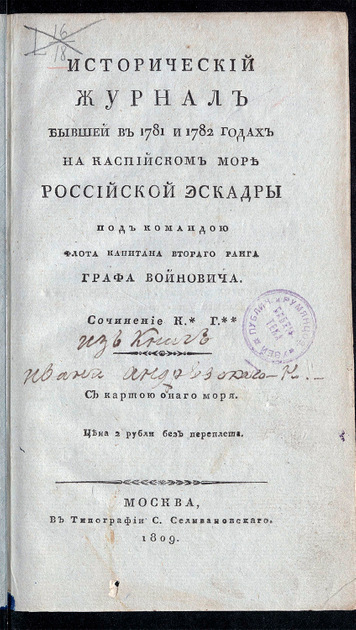 16
18
ИСТОРИЧЕСКІЙ
ЖУРНАЛЪ
БЫВШЕЙ ВЪ 1781 И 1782 ГОДАХЪ
НА КАСПІЙСКОМЪ МОРѢ
РОССІЙСКОЙ ЭСКАДРЫ
ПОДЪ КОМАНДОЮ
ФЛОТА КАПИТАНА ВТОРАГО РАНГА
ГРАФА ВОЙНОВИЧА.
Сочиненіе К.* Г.**
изъ Книгъ
Ивана
Съ картою онаго моря.
Цѣна 2 рубли безъ переплета.
МОСКВА,
Въ Типографіи С. Селивановскаго.
1809.